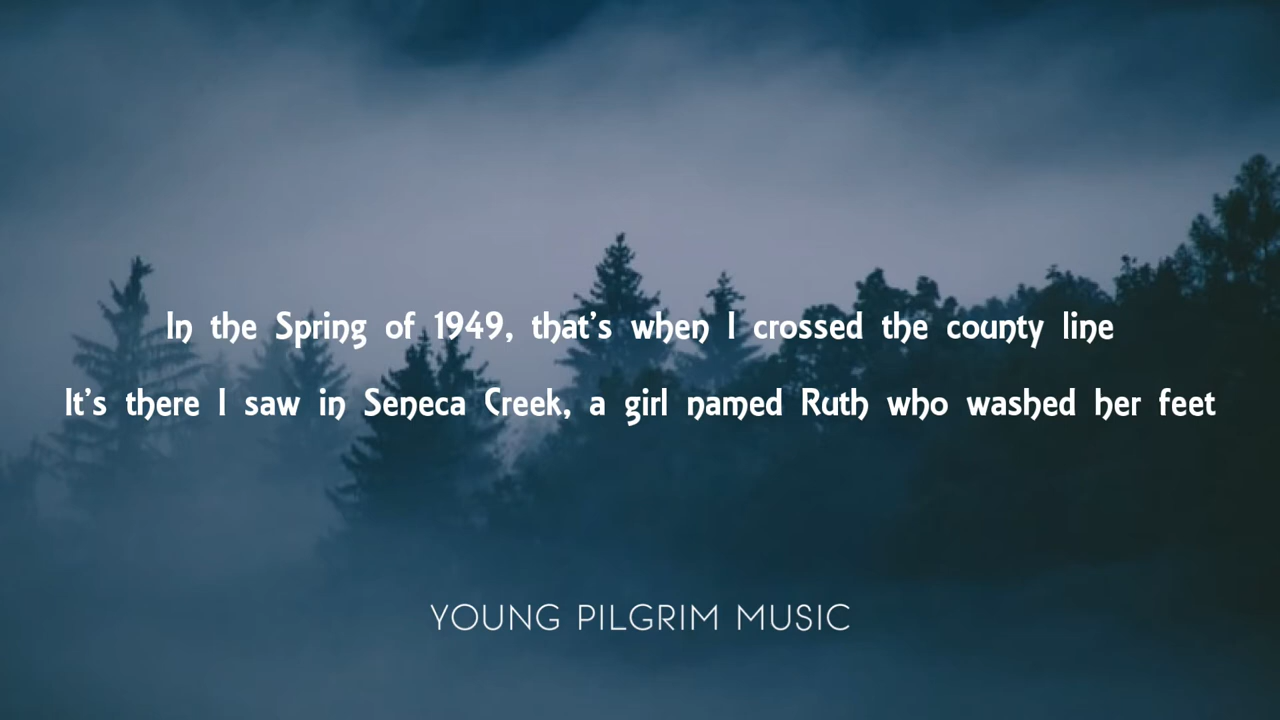 In the Spring of 1949, that's when I crossed the county line
It's there I saw in Seneca Creek, a girl named Ruth who washed her feet
YOUNG PILGRIM MUSIC